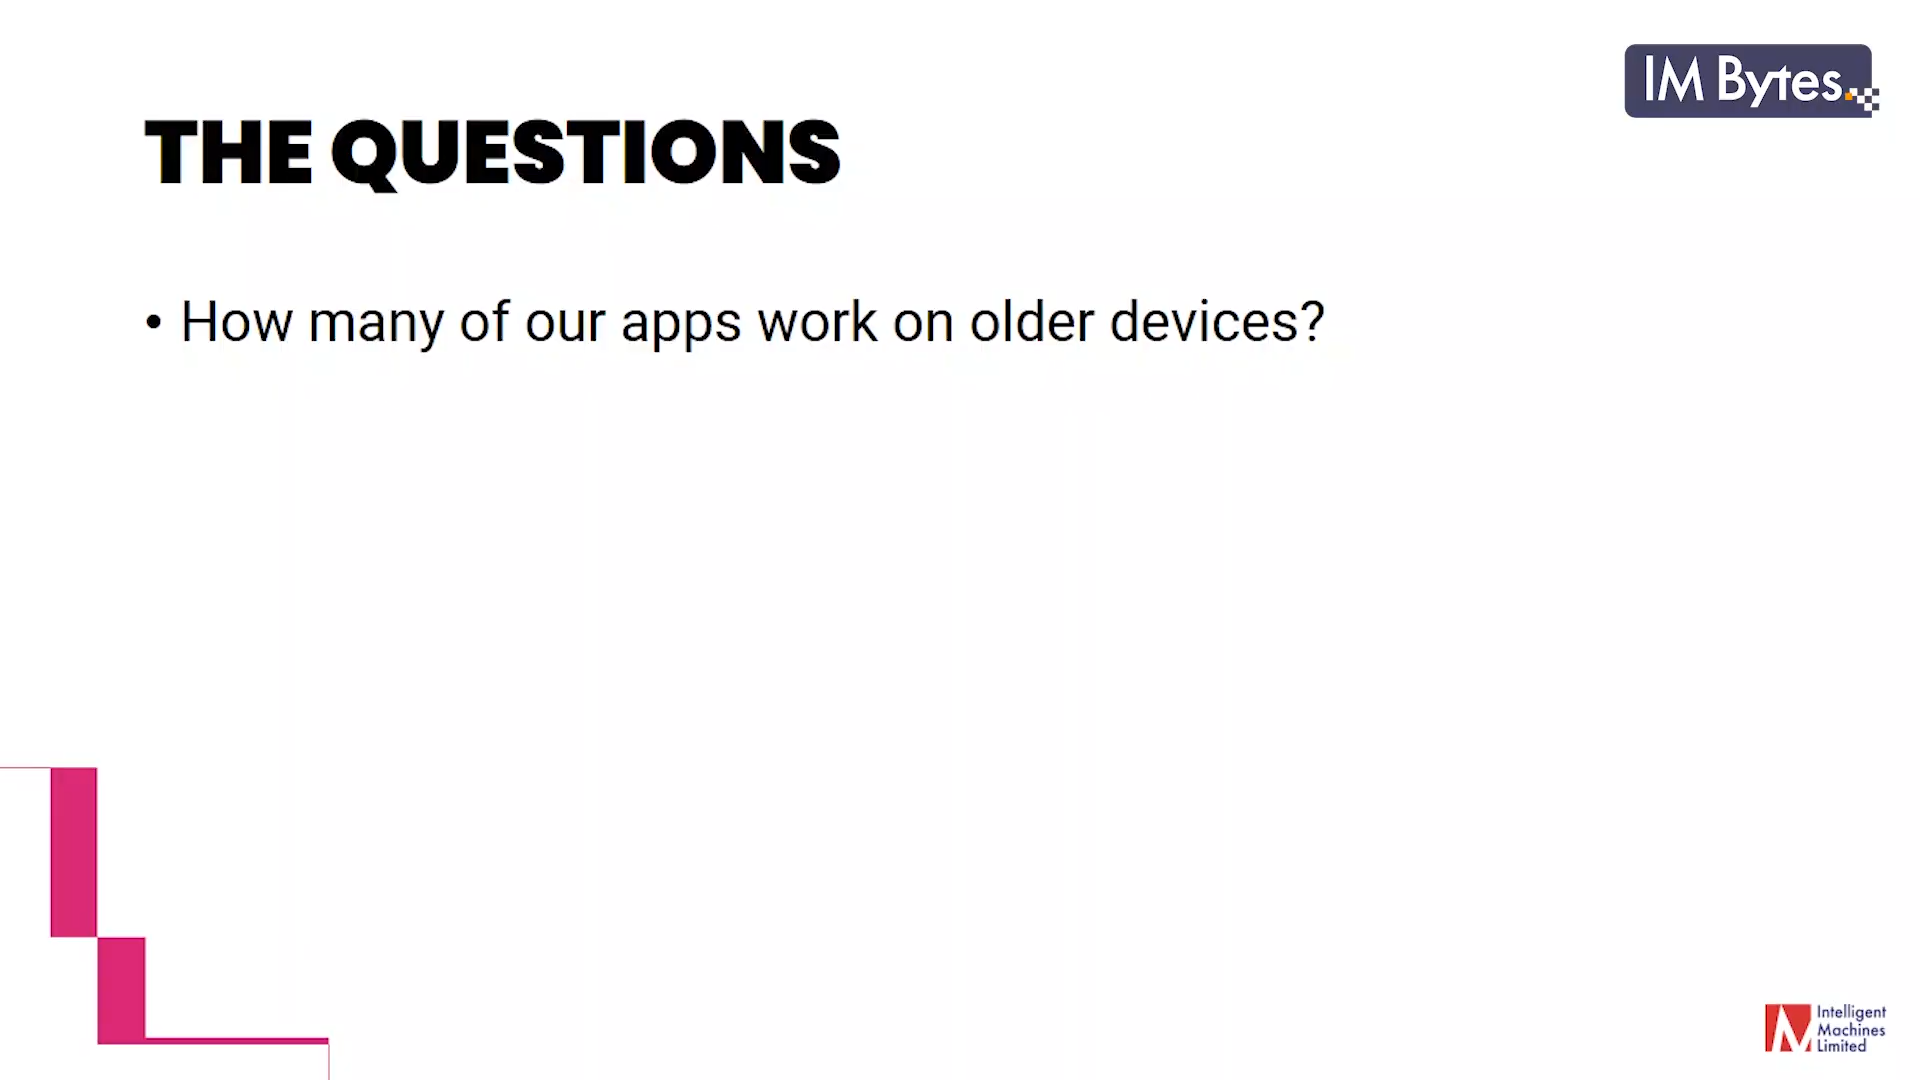 IM Bytes.
THE QUESTIONS
• How many of our apps work on older devices?
Intelligent
Machines
Limited